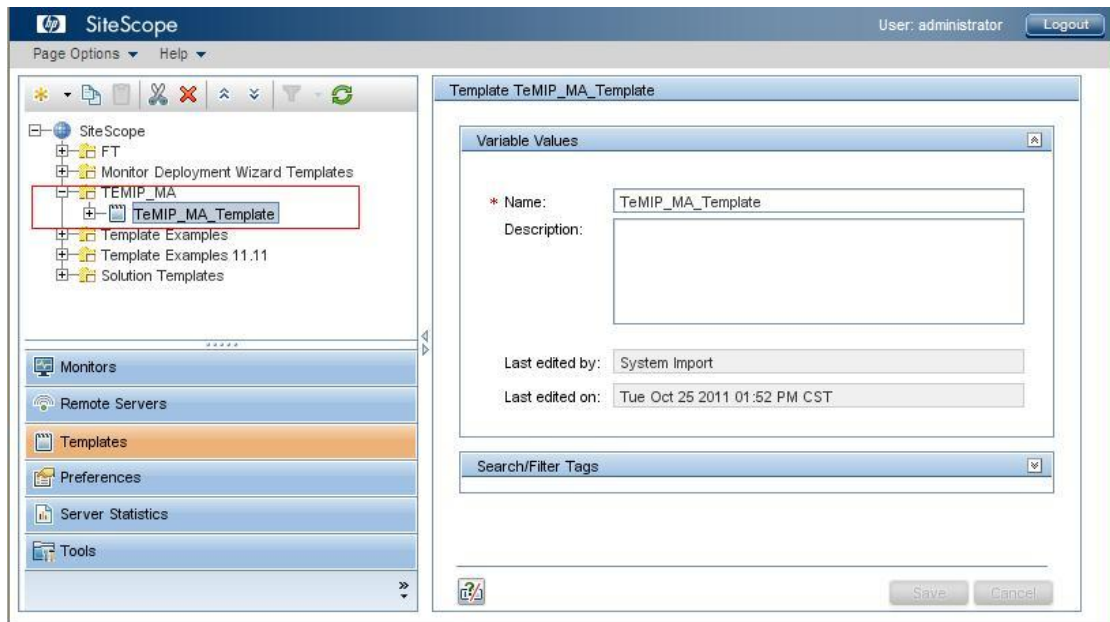 hp SiteScope User: administrator Logout
Page Options Help
SiteScope
FT
Monitor Deployment Wizard Templates
TEMIP_MA
TeMIP_MA_Template
Template Examples
Template Examples 11.11
Solution Templates
Monitors
Remote Servers
Templates
Preferences
Server Statistics
Tools
Template TeMIP_MA_Template
Variable Values
* Name: TeMIP_MA_Template
Description:
Last edited by: System Import
Last edited on: Tue Oct 25 2011 01:52 PM CST
Search/Filter Tags
Save Cancel